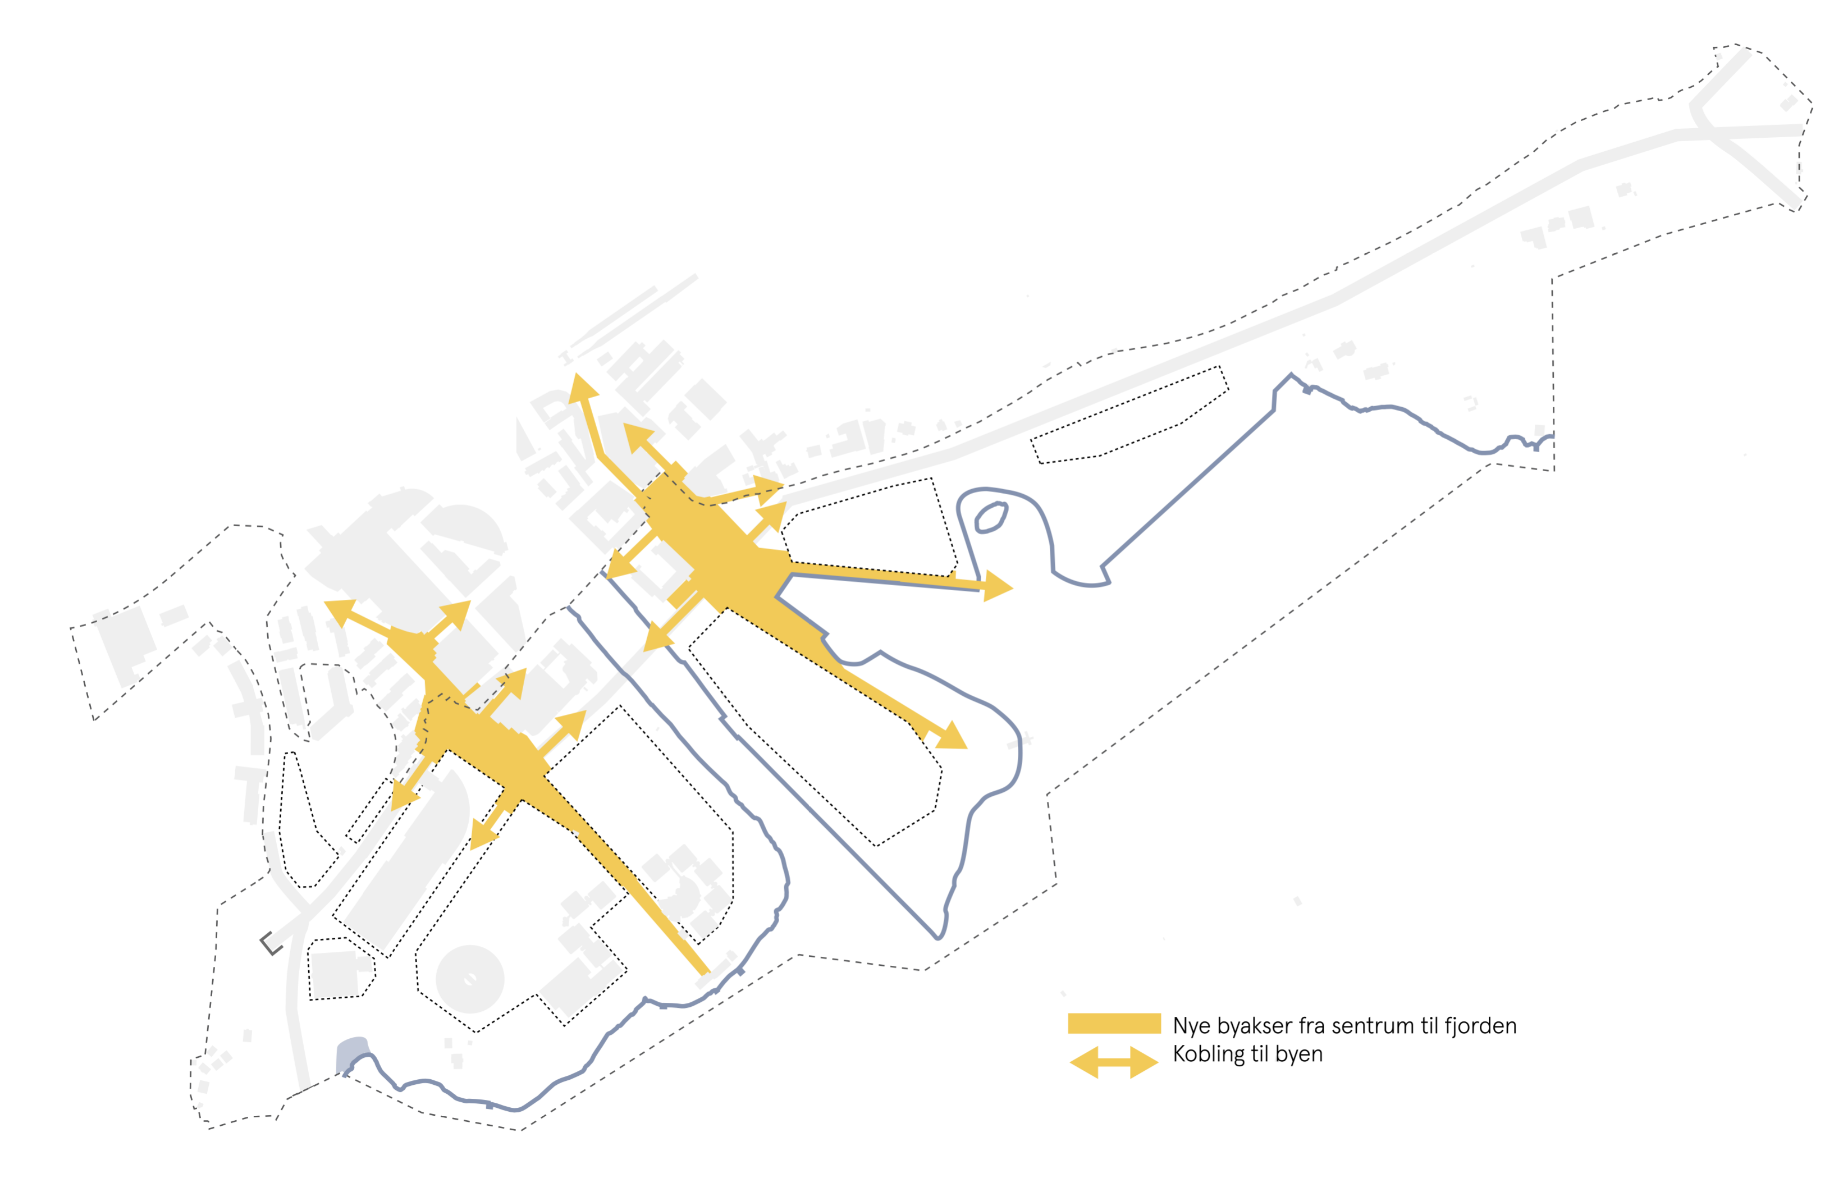 Nye byakser fra sentrum til fjorden
Kobling til byen